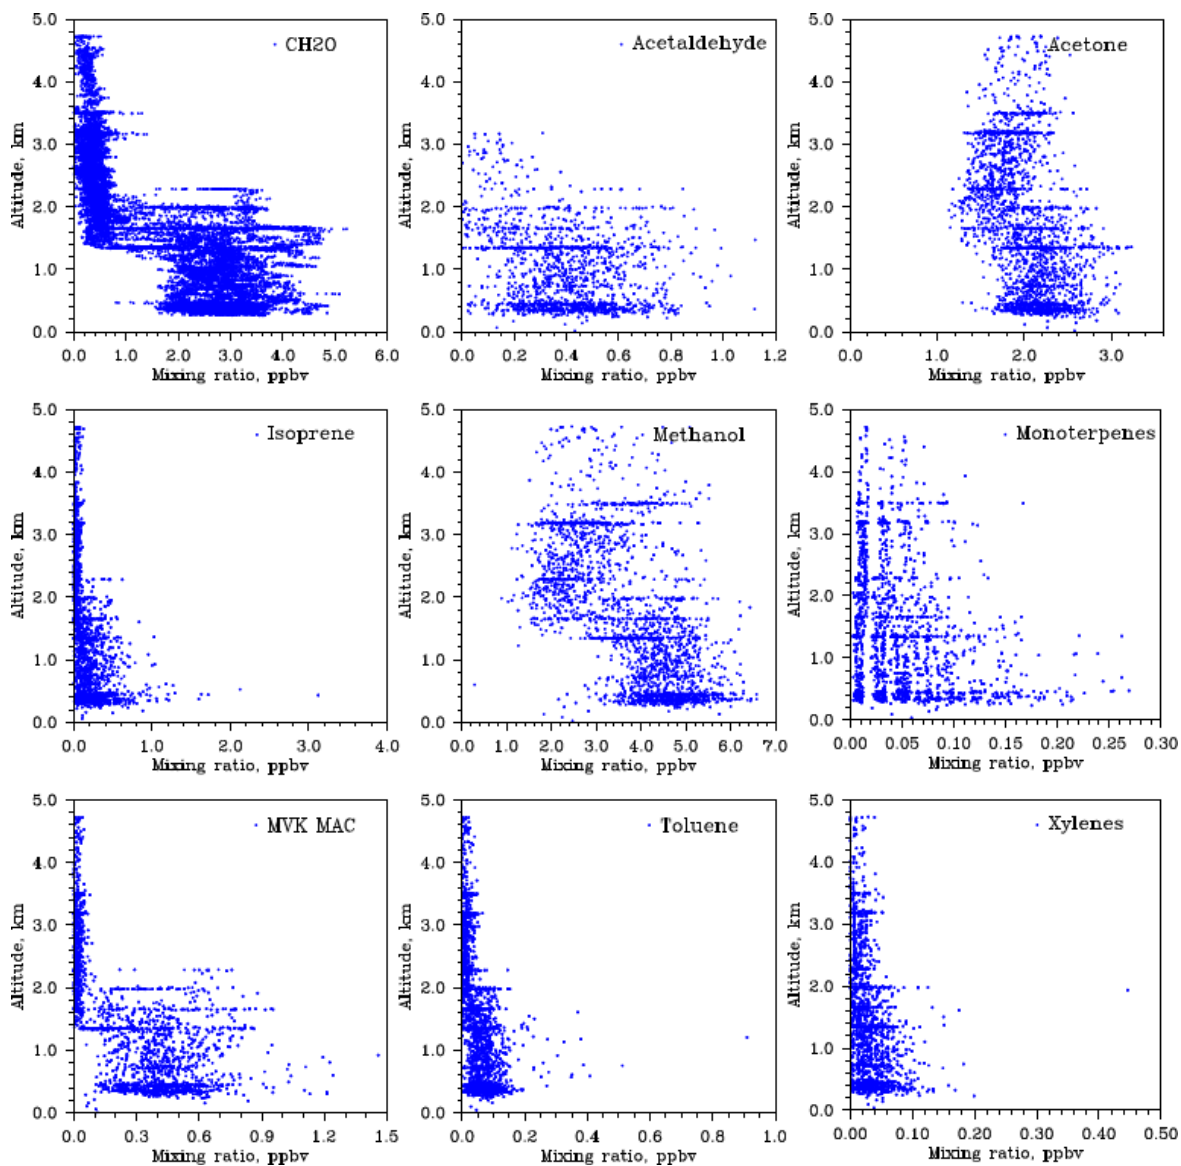 5.0
CH2O
4.0
3.0
2.0
1.0
0.0
Altitude, km
0.0 1.0 2.0 3.0 4.0 5.0 6.0
Mixing ratio, ppbv
5.0
Acetaldehyde
4.0
3.0
2.0
1.0
0.0
Altitude, km
0.0 0.2 0.4 0.6 0.8 1.0 1.2
Mixing ratio, ppbv
5.0
Acetone
4.0
3.0
2.0
1.0
0.0
Altitude, km
0.0 1.0 2.0 3.0
Mixing ratio, ppbv
5.0
Isoprene
4.0
3.0
2.0
1.0
0.0
Altitude, km
0.0 1.0 2.0 3.0 4.0
Mixing ratio, ppbv
5.0
Methanol
4.0
3.0
2.0
1.0
0.0
Altitude, km
0.0 1.0 2.0 3.0 4.0 5.0 6.0 7.0
Mixing ratio, ppbv
5.0
Monoterpenes
4.0
3.0
2.0
1.0
0.0
Altitude, km
0.00 0.05 0.10 0.15 0.20 0.25 0.30
Mixing ratio, ppbv
5.0
MVK MAC
4.0
3.0
2.0
1.0
0.0
Altitude, km
0.0 0.3 0.6 0.9 1.2 1.5
Mixing ratio, ppbv
5.0
Toluene
4.0
3.0
2.0
1.0
0.0
Altitude, km
0.0 0.2 0.4 0.6 0.8 1.0
Mixing ratio, ppbv
5.0
Xylenes
4.0
3.0
2.0
1.0
0.0
Altitude, km
0.00 0.10 0.20 0.30 0.40 0.50
Mixing ratio, ppbv